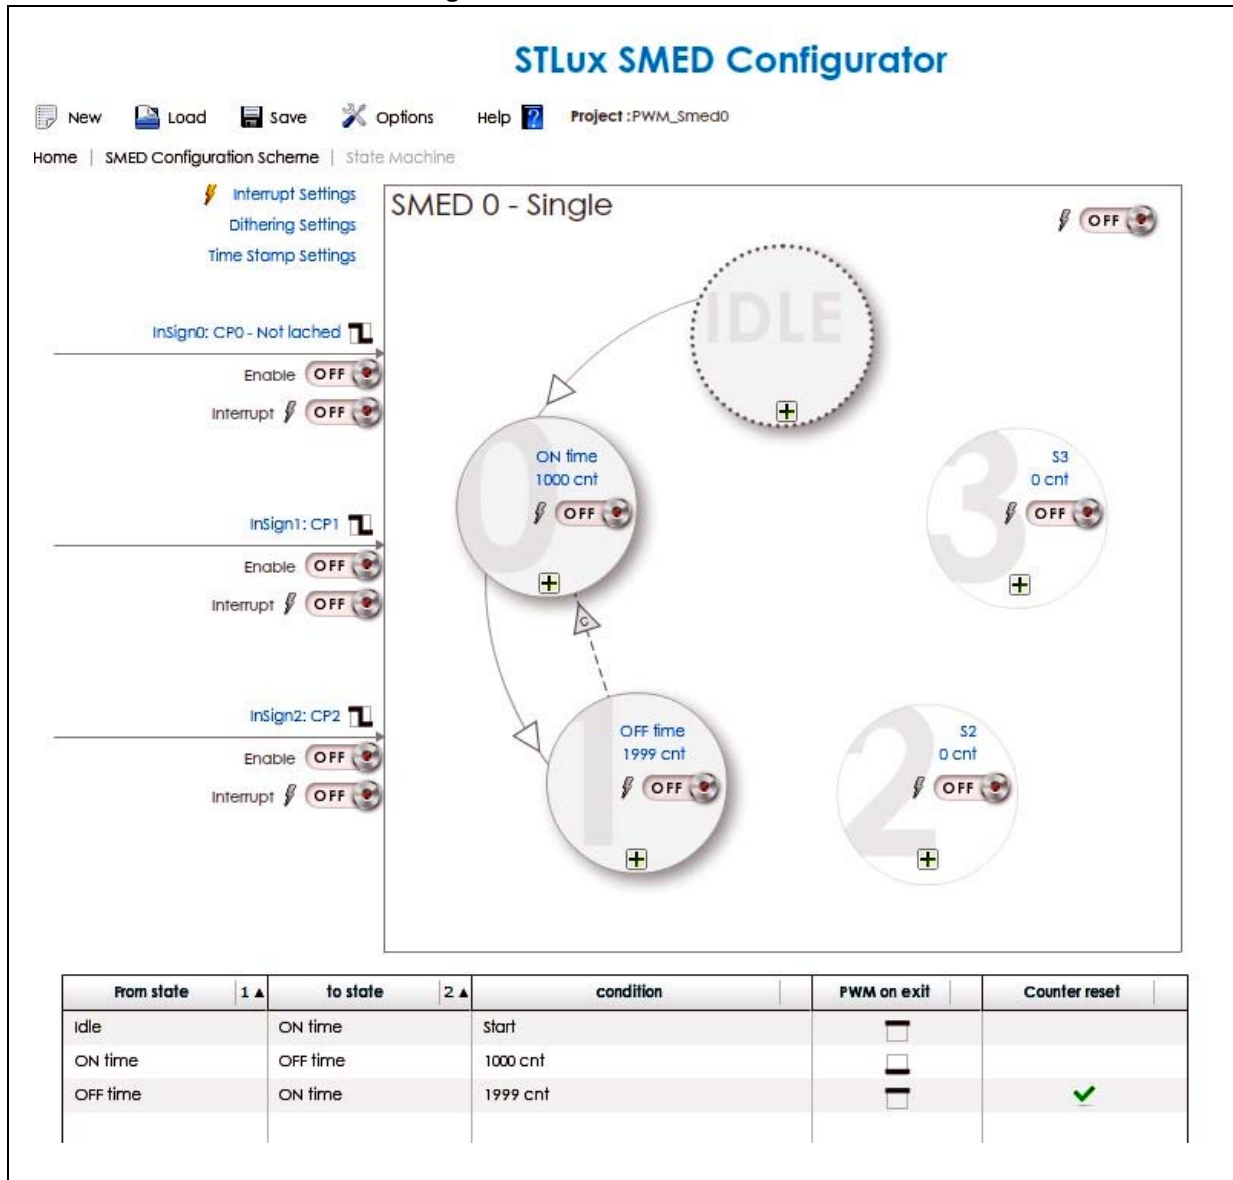 STLux SMED Configurator
New Load Save Options Help ? Project :PWM_Smed0
Home | SMED Configuration Scheme | State Machine
Interrupt Settings
Dithering Settings
Time Stamp Settings
SMED 0 - Single
OFF
IDLE
InSign0: CP0 - Not lached
Enable OFF
Interrupt OFF
0
ON time
1000 cnt
OFF
3
S3
0 cnt
OFF
InSign1: CP1
Enable OFF
Interrupt OFF
C
InSign2: CP2
Enable OFF
Interrupt OFF
1
OFF time
1999 cnt
OFF
2
S2
0 cnt
OFF
From state 1 ▲ to state 2 ▲ condition PWM on exit Counter reset
Idle ON time Start
ON time OFF time 1000 cnt
OFF time ON time 1999 cnt